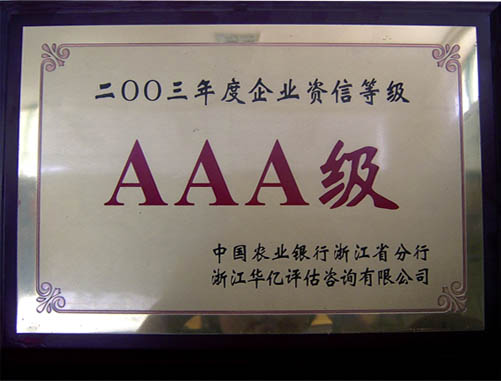 二OO三年度企业资信等级
AAA级
中国农业银行浙江省分行
浙江华亿评估咨询有限公司